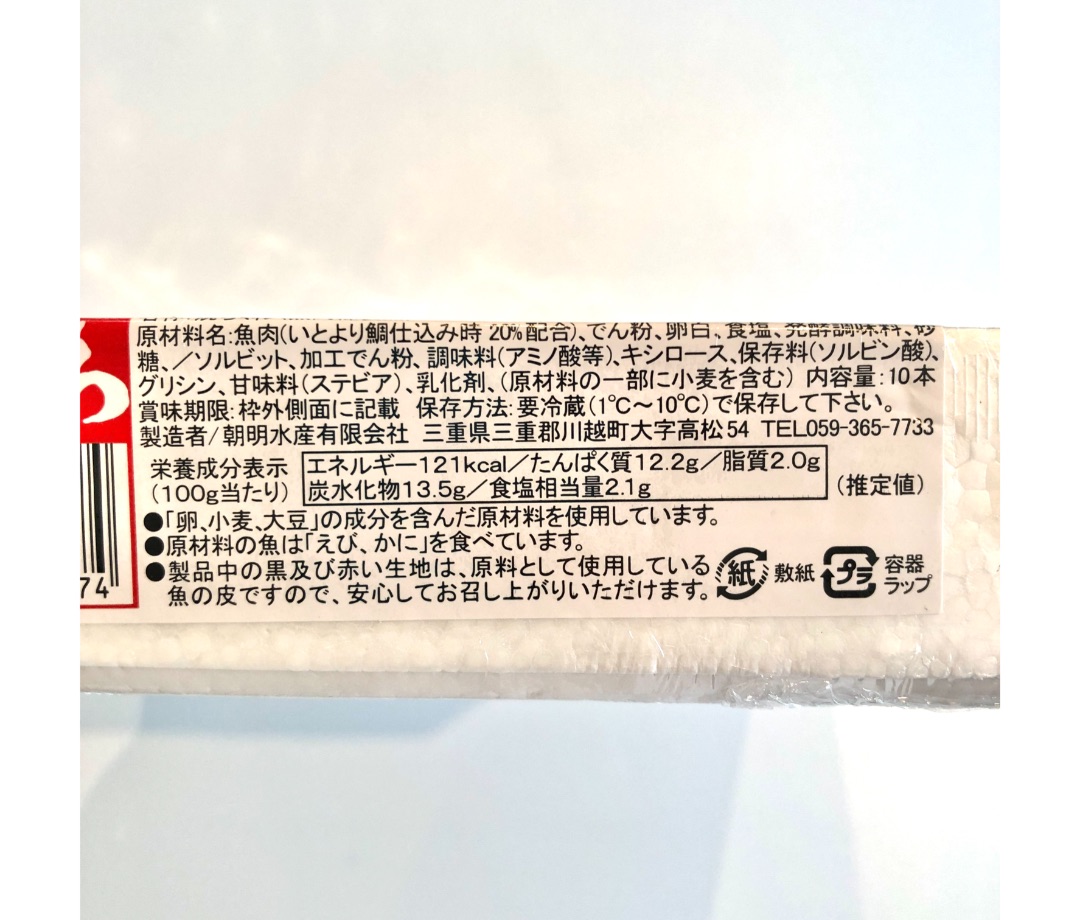 原材料名:魚肉(いとより鯛仕込み時 20%配合)、でん粉、卵白、食塩、発酵調味料、砂
糖、/ソルビット、加工でん粉、調味料(アミノ酸等)、キシロース、保存料(ソルビン酸)、
グリシン、甘味料(ステビア)、乳化剤、(原材料の一部に小麦を含む) 内容量:10本
賞味期限:枠外側面に記載 保存方法:要冷蔵(1℃～10℃)で保存して下さい。
製造者/朝明水産有限会社 三重県三重郡川越町大字高松54 TEL059-365-7733
栄養成分表示
(100g当たり)
エネルギー121kcal/たんぱく質12.2g/脂質2.0g
炭水化物13.5g/食塩相当量2.1g
(推定値)
●「卵、小麦、大豆」の成分を含んだ原材料を使用しています。
●原材料の魚は「えび、かに」を食べています。
●製品中の黒及び赤い生地は、原料として使用している
魚の皮ですので、安心してお召し上がりいただけます。
紙 敷紙
プラ 容器
ラップ
74